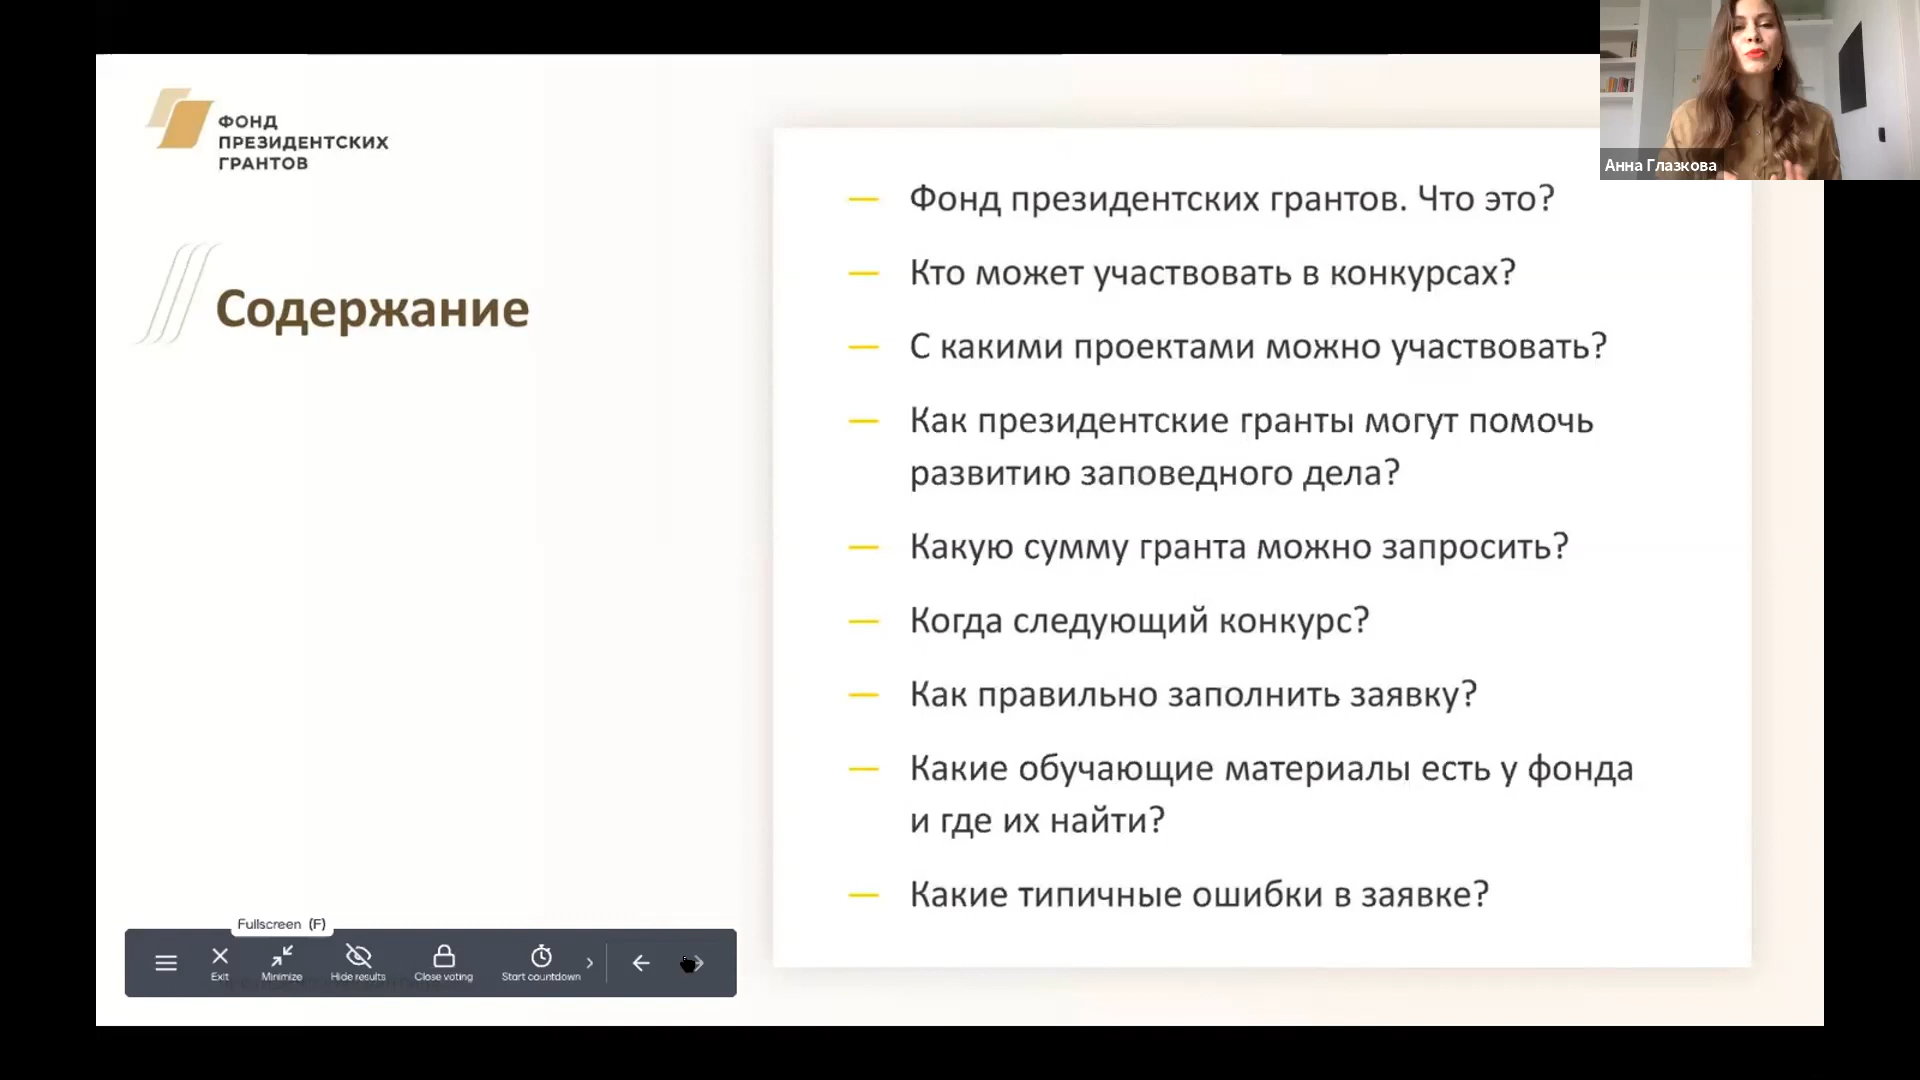 ФОНД
ПРЕЗИДЕНТСКИХ
ГРАНТОВ
Содержание
— Фонд президентских грантов. Что это?
— Кто может участвовать в конкурсах?
— С какими проектами можно участвовать?
— Как президентские гранты могут помочь
развитию заповедного дела?
— Какую сумму гранта можно запросить?
— Когда следующий конкурс?
— Как правильно заполнить заявку?
— Какие обучающие материалы есть у фонда
и где их найти?
— Какие типичные ошибки в заявке?
Анна Глазкова
Fullscreen (F)
Exit
Minimize
Hide results
Close voting
Start countdown